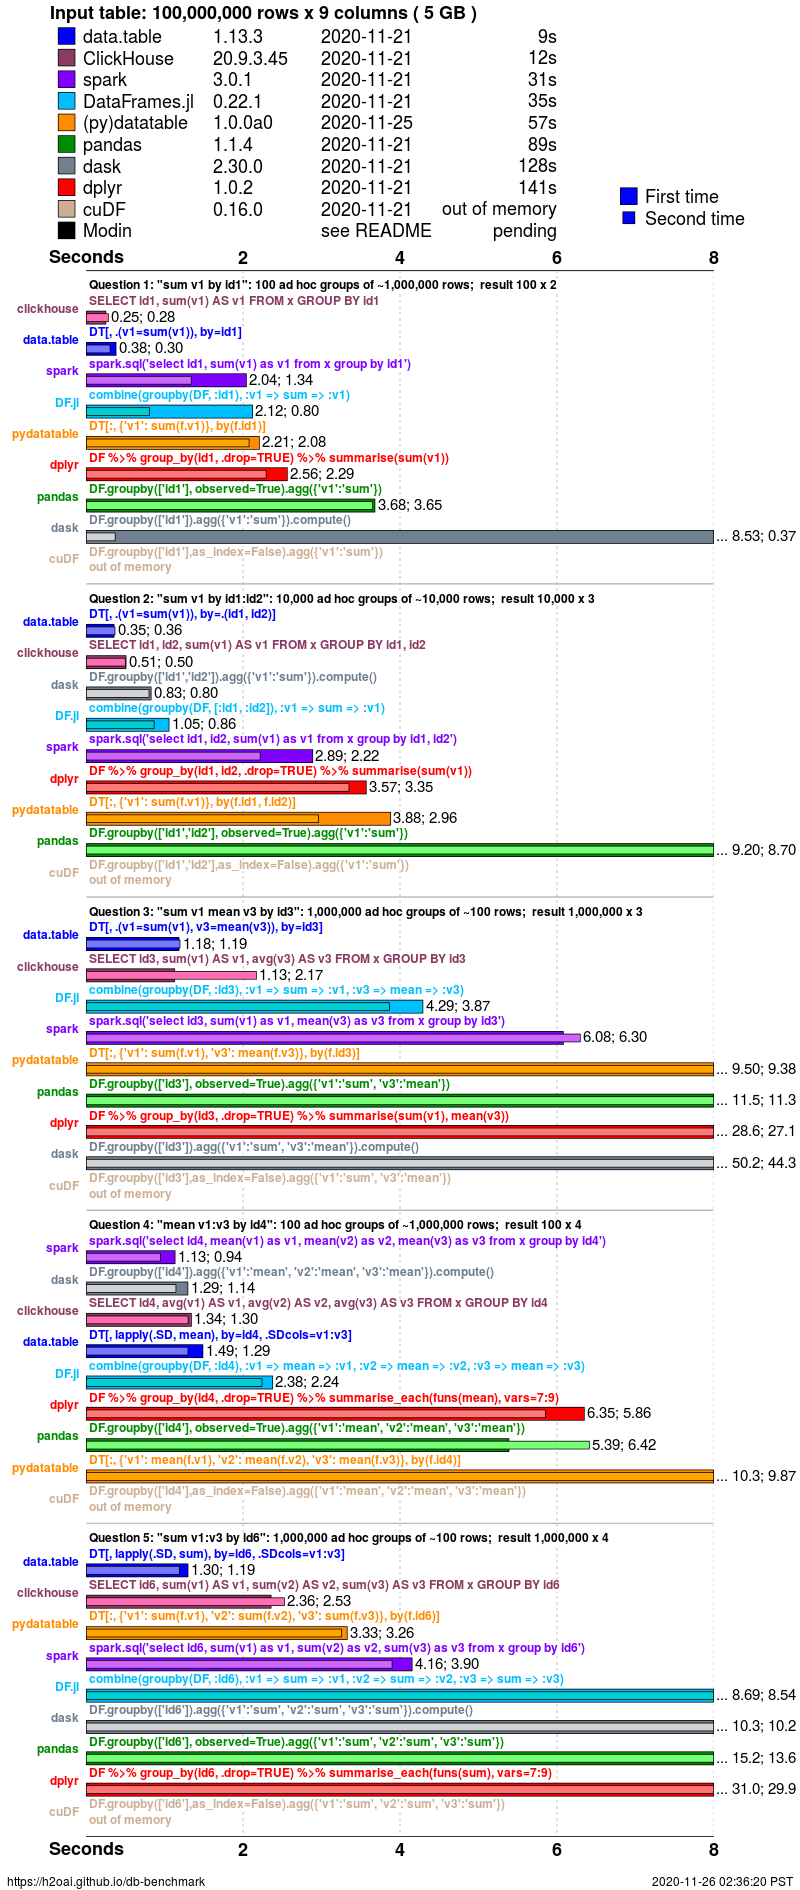 Input table: 100,000,000 rows x 9 columns ( 5 GB )
data.table 1.13.3 2020-11-21 9s
ClickHouse 20.9.3.45 2020-11-21 12s
spark 3.0.1 2020-11-21 31s
DataFrames.jl 0.22.1 2020-11-21 35s
(py)datatable 1.0.0a0 2020-11-25 57s
pandas 1.1.4 2020-11-21 89s
dask 2.30.0 2020-11-21 128s
dplyr 1.0.2 2020-11-21 141s
cuDF 0.16.0 2020-11-21 out of memory
Modin see README pending
First time
Second time
Seconds 2 4 6 8
Question 1: "sum v1 by id1": 100 ad hoc groups of ~1,000,000 rows; result 100 x 2
SELECT id1, sum(v1) AS v1 FROM x GROUP BY id1
clickhouse 0.25; 0.28
DT[, .(v1=sum(v1)), by=id1]
data.table 0.38; 0.30
spark.sql('select id1, sum(v1) as v1 from x group by id1')
spark 2.04; 1.34
combine(groupby(DF, :id1), :v1 => sum => :v1)
DF.jl 2.12; 0.80
DT[:, {'v1': sum(f.v1)}, by(f.id1)]
pydatatable 2.21; 2.08
DF %>% group_by(id1, .drop=TRUE) %>% summarise(sum(v1))
dplyr 2.56; 2.29
DF.groupby(['id1'], observed=True).agg({'v1':'sum'})
pandas 3.68; 3.65
DF.groupby(['id1']).agg({'v1':'sum'}).compute()
dask ... 8.53; 0.37
DF.groupby(['id1'],as_index=False).agg({'v1':'sum'})
cuDF out of memory
Question 2: "sum v1 by id1:id2": 10,000 ad hoc groups of ~10,000 rows; result 10,000 x 3
DT[, .(v1=sum(v1)), by=.(id1, id2)]
data.table 0.35; 0.36
SELECT id1, id2, sum(v1) AS v1 FROM x GROUP BY id1, id2
clickhouse 0.51; 0.50
DF.groupby(['id1','id2']).agg({'v1':'sum'}).compute()
dask 0.83; 0.80
combine(groupby(DF, [:id1, :id2]), :v1 => sum => :v1)
DF.jl 1.05; 0.86
spark.sql('select id1, id2, sum(v1) as v1 from x group by id1, id2')
spark 2.89; 2.22
DF %>% group_by(id1, id2, .drop=TRUE) %>% summarise(sum(v1))
dplyr 3.57; 3.35
DT[:, {'v1': sum(f.v1)}, by(f.id1, f.id2)]
pydatatable 3.88; 2.96
DF.groupby(['id1','id2'], observed=True).agg({'v1':'sum'})
pandas ... 9.20; 8.70
DF.groupby(['id1','id2'],as_index=False).agg({'v1':'sum'})
cuDF out of memory
Question 3: "sum v1 mean v3 by id3": 1,000,000 ad hoc groups of ~100 rows; result 1,000,000 x 3
DT[, .(v1=sum(v1), v3=mean(v3)), by=id3]
data.table 1.18; 1.19
SELECT id3, sum(v1) AS v1, avg(v3) AS v3 FROM x GROUP BY id3
clickhouse 1.13; 2.17
combine(groupby(DF, :id3), :v1 => sum => :v1, :v3 => mean => :v3)
DF.jl 4.29; 3.87
spark.sql('select id3, sum(v1) as v1, mean(v3) as v3 from x group by id3')
spark 6.08; 6.30
DT[:, {'v1': sum(f.v1), 'v3': mean(f.v3)}, by(f.id3)]
pydatatable ... 9.50; 9.38
DF.groupby(['id3'], observed=True).agg({'v1':'sum', 'v3':'mean'})
pandas ... 11.5; 11.3
DF %>% group_by(id3, .drop=TRUE) %>% summarise(sum(v1), mean(v3))
dplyr ... 28.6; 27.1
DF.groupby(['id3']).agg({'v1':'sum', 'v3':'mean'}).compute()
dask ... 50.2; 44.3
DF.groupby(['id3'],as_index=False).agg({'v1':'sum', 'v3':'mean'})
cuDF out of memory
Question 4: "mean v1:v3 by id4": 100 ad hoc groups of ~1,000,000 rows; result 100 x 4
spark.sql('select id4, mean(v1) as v1, mean(v2) as v2, mean(v3) as v3 from x group by id4')
spark 1.13; 0.94
DF.groupby(['id4']).agg({'v1':'mean', 'v2':'mean', 'v3':'mean'}).compute()
dask 1.29; 1.14
SELECT id4, avg(v1) AS v1, avg(v2) AS v2, avg(v3) AS v3 FROM x GROUP BY id4
clickhouse 1.34; 1.30
DT[, lapply(.SD, mean), by=id4, .SDcols=v1:v3]
data.table 1.49; 1.29
combine(groupby(DF, :id4), :v1 => mean => :v1, :v2 => mean => :v2, :v3 => mean => :v3)
DF.jl 2.38; 2.24
DF %>% group_by(id4, .drop=TRUE) %>% summarise_each(funs(mean), vars=7:9)
dplyr 6.35; 5.86
DF.groupby(['id4'], observed=True).agg({'v1':'mean', 'v2':'mean', 'v3':'mean'})
pandas 5.39; 6.42
DT[:, {'v1': mean(f.v1), 'v2': mean(f.v2), 'v3': mean(f.v3)}, by(f.id4)]
pydatatable ... 10.3; 9.87
DF.groupby(['id4'],as_index=False).agg({'v1':'mean', 'v2':'mean', 'v3':'mean'})
cuDF out of memory
Question 5: "sum v1:v3 by id6": 1,000,000 ad hoc groups of ~100 rows; result 1,000,000 x 4
DT[, lapply(.SD, sum), by=id6, .SDcols=v1:v3]
data.table 1.30; 1.19
SELECT id6, sum(v1) AS v1, sum(v2) AS v2, sum(v3) AS v3 FROM x GROUP BY id6
clickhouse 2.36; 2.53
DT[:, {'v1': sum(f.v1), 'v2': sum(f.v2), 'v3': sum(f.v3)}, by(f.id6)]
pydatatable 3.33; 3.26
spark.sql('select id6, sum(v1) as v1, sum(v2) as v2, sum(v3) as v3 from x group by id6')
spark 4.16; 3.90
combine(groupby(DF, :id6), :v1 => sum => :v1, :v2 => sum => :v2, :v3 => sum => :v3)
DF.jl ... 8.69; 8.54
DF.groupby(['id6']).agg({'v1':'sum', 'v2':'sum', 'v3':'sum'}).compute()
dask ... 10.3; 10.2
DF.groupby(['id6'], observed=True).agg({'v1':'sum', 'v2':'sum', 'v3':'sum'})
pandas ... 15.2; 13.6
DF %>% group_by(id6, .drop=TRUE) %>% summarise_each(funs(sum), vars=7:9)
dplyr ... 31.0; 29.9
DF.groupby(['id6'],as_index=False).agg({'v1':'sum', 'v2':'sum', 'v3':'sum'})
cuDF out of memory
Seconds 2 4 6 8
https://h2oai.github.io/db-benchmark 2020-11-26 02:36:20 PST